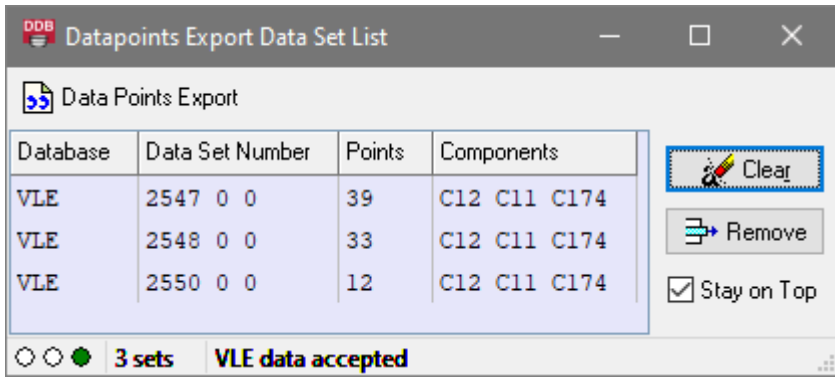 DDB Datapoints Export Data Set List
Data Points Export
Database Data Set Number Points Components
VLE 2547 0 0 39 C12 C11 C174
VLE 2548 0 0 33 C12 C11 C174
VLE 2550 0 0 12 C12 C11 C174
Clear
Remove
Stay on Top
3 sets VLE data accepted